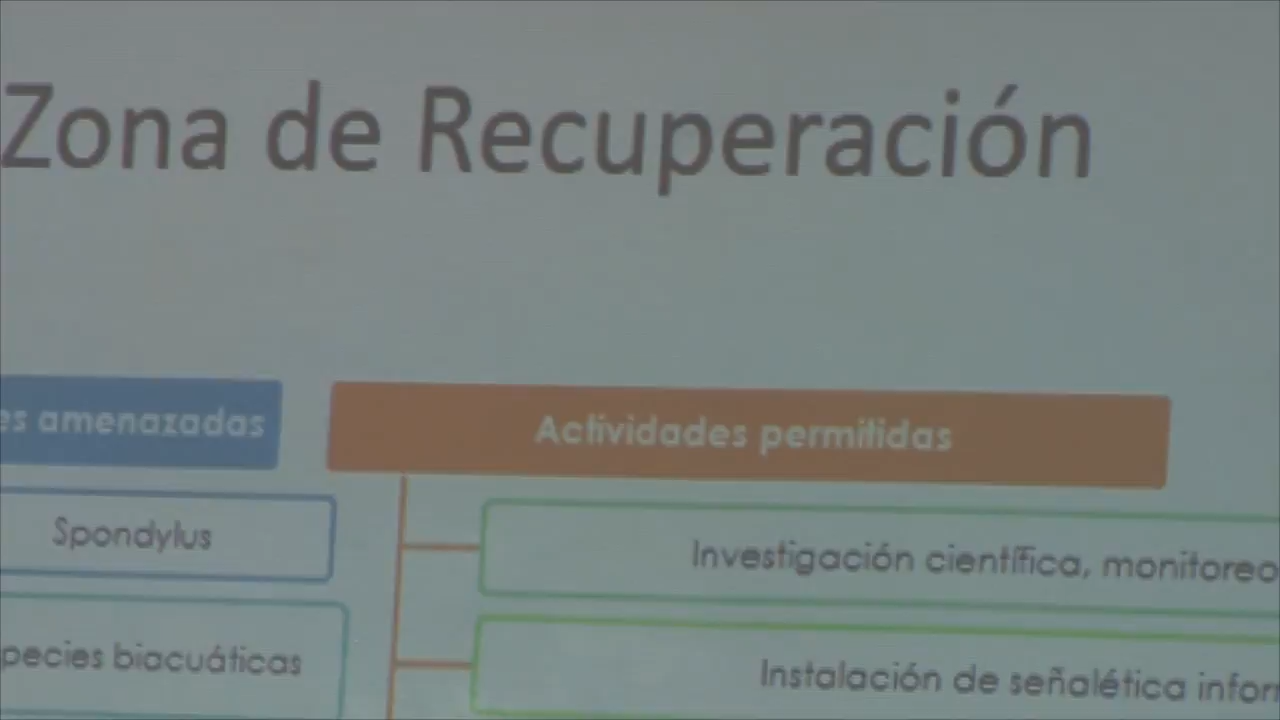 Zona de Recuperación
es amenazadas
Actividades permitidas
Spondylus
Investigación científica, monitoreo
pecies biacuáticas
Instalación de señalética infor